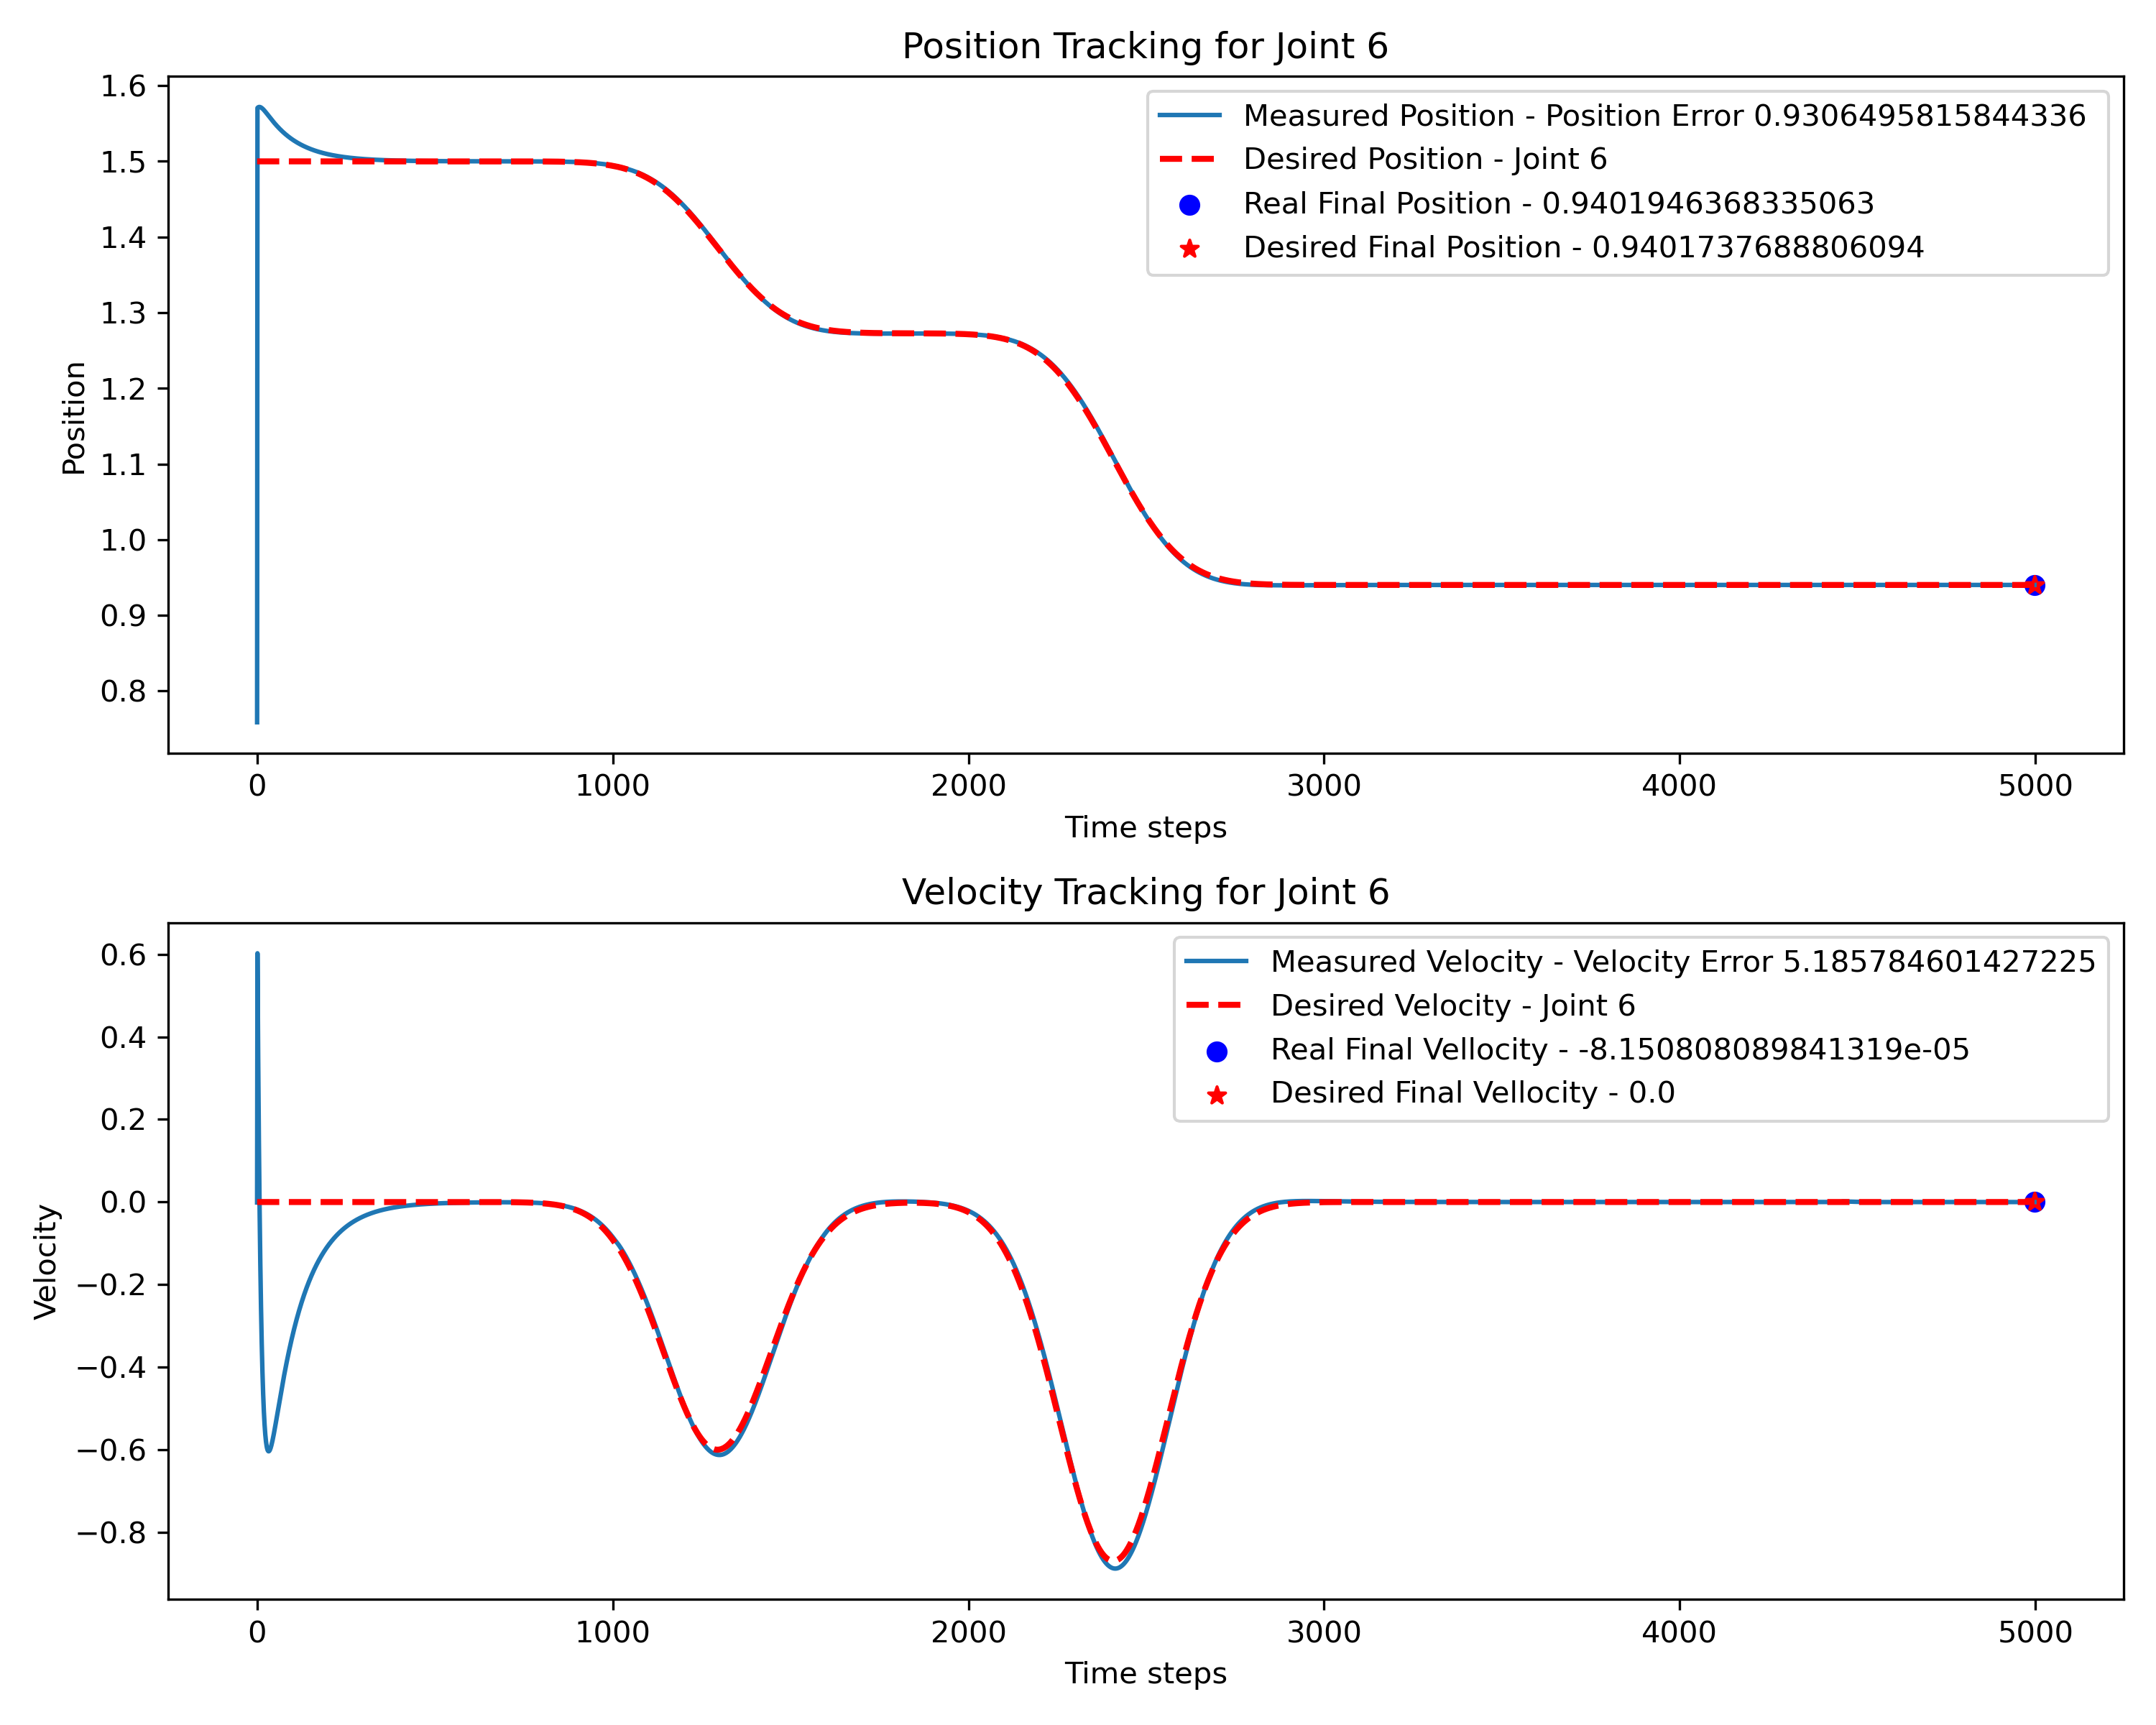 Position Tracking for Joint 6
Measured Position - Position Error 0.9306495815844336
Desired Position - Joint 6
Real Final Position - 0.9401946368335063
Desired Final Position - 0.9401737688806094
1.6
1.5
1.4
1.3
1.2
1.1
1.0
0.9
0.8
Position
0 1000 2000 3000 4000 5000
Time steps
Velocity Tracking for Joint 6
Measured Velocity - Velocity Error 5.185784601427225
Desired Velocity - Joint 6
Real Final Vellocity - -8.150808089841319e-05
Desired Final Vellocity - 0.0
0.6
0.4
0.2
0.0
−0.2
−0.4
−0.6
−0.8
Velocity
0 1000 2000 3000 4000 5000
Time steps